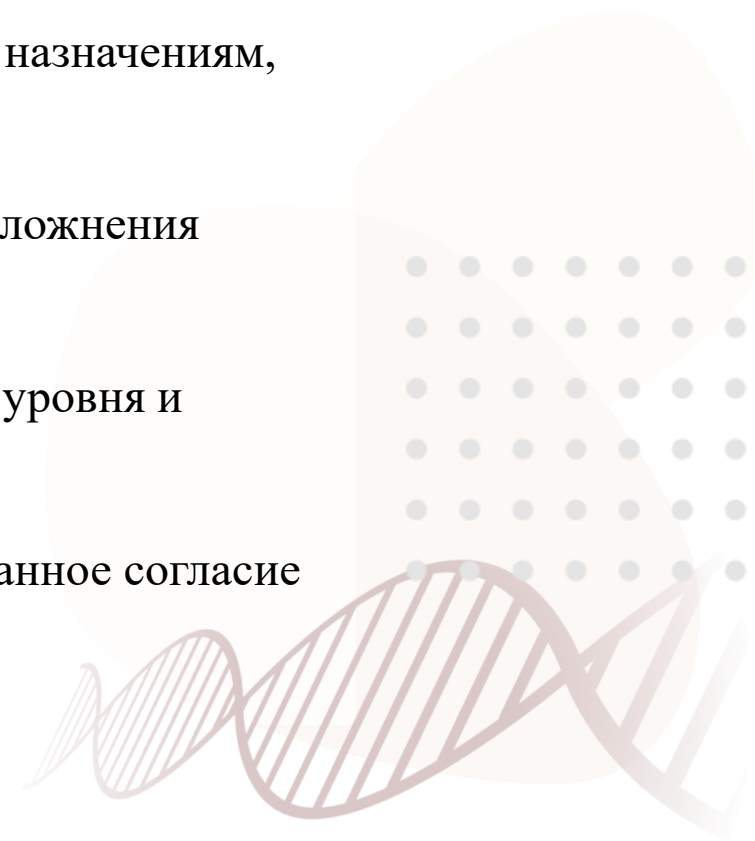 назначениям,
ложнения
уровня и
анное согласие